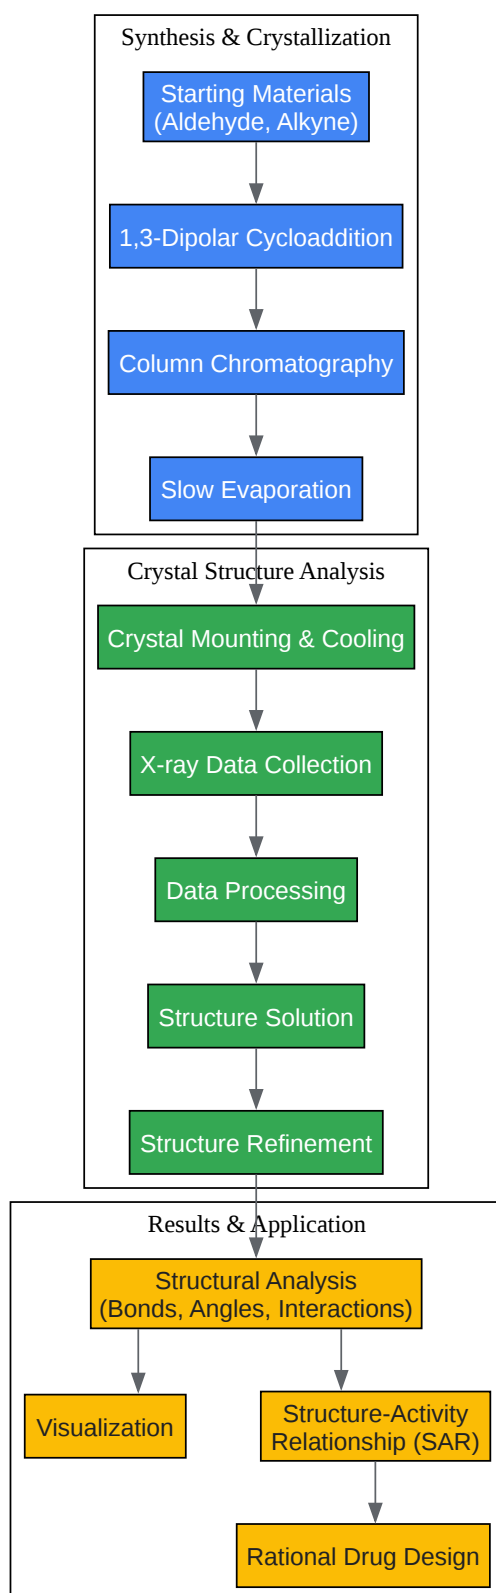 Synthesis & Crystallization
Starting Materials
(Aldehyde, Alkyne)
1,3-Dipolar Cycloaddition
Column Chromatography
Slow Evaporation
Crystal Structure Analysis
Crystal Mounting & Cooling
X-ray Data Collection
Data Processing
Structure Solution
Structure Refinement
Results & Application
Structural Analysis
(Bonds, Angles, Interactions)
Visualization
Structure-Activity
Relationship (SAR)
Rational Drug Design